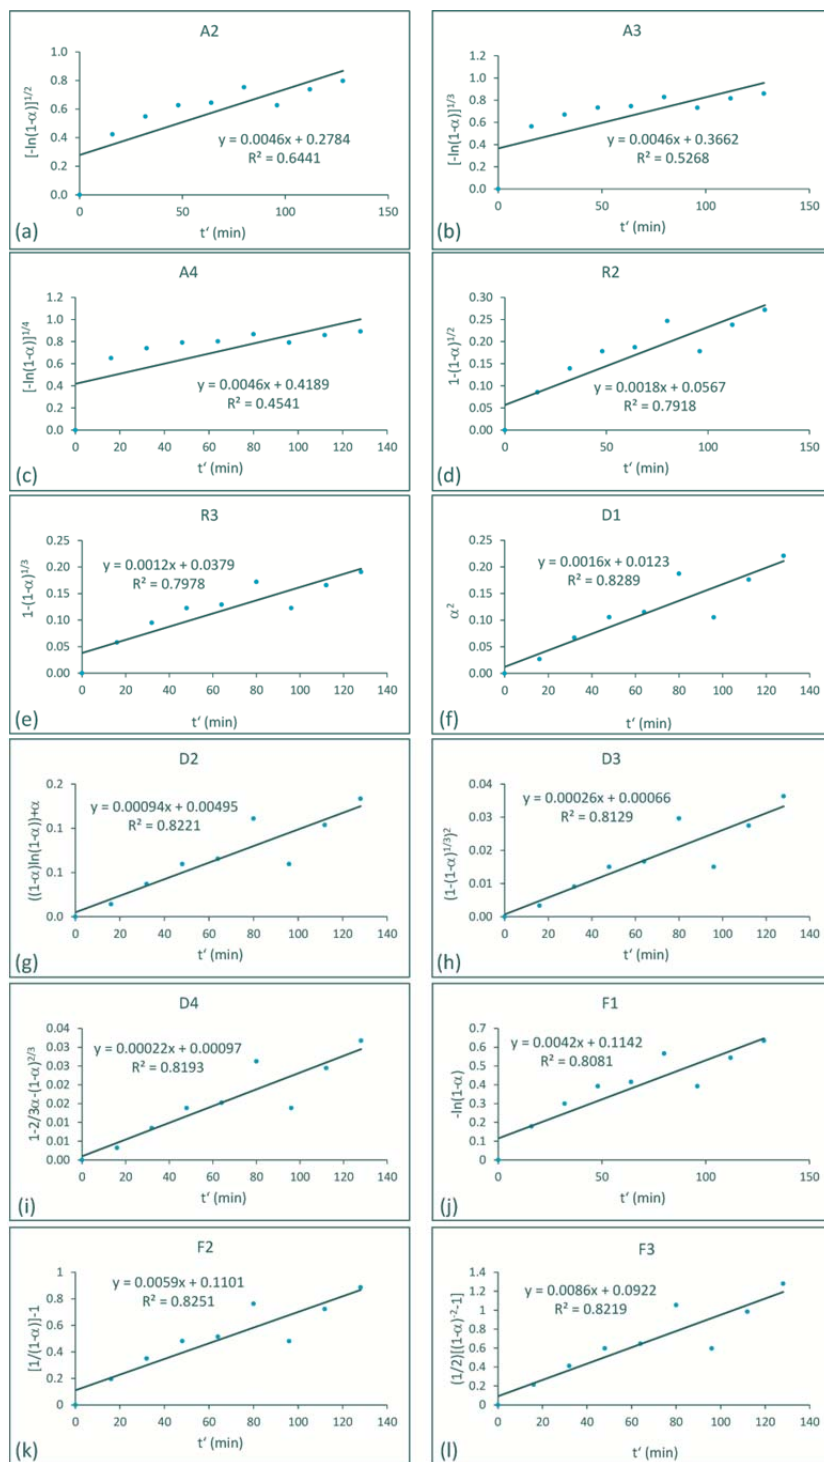 A2
[-ln(1-α)]1/2
1.0
0.8
0.6
0.4
0.2
0.0
y = 0.0046x + 0.2784
R² = 0.6441
0
50
100
150
(a)
t‘ (min)
A3
[-ln(1-α)]1/3
1.2
1.0
0.8
0.6
0.4
0.2
0.0
y = 0.0046x + 0.3662
R² = 0.5268
0
50
100
150
(b)
t‘ (min)
A4
[-ln(1-α)]1/4
1.2
1.0
0.8
0.6
0.4
0.2
0.0
y = 0.0046x + 0.4189
R² = 0.4541
0 20 40 60 80 100 120 140
(c)
t‘ (min)
R2
1-(1-α)1/2
0.30
0.25
0.20
0.15
0.10
0.05
0.00
y = 0.0018x + 0.0567
R² = 0.7918
0
50
100
150
(d)
t‘ (min)
R3
1-(1-α)1/3
0.25
0.20
0.15
0.10
0.05
0.00
y = 0.0012x + 0.0379
R² = 0.7978
0 20 40 60 80 100 120 140
(e)
t‘ (min)
D1
α2
0.25
0.20
0.15
0.10
0.05
0.00
y = 0.0016x + 0.0123
R² = 0.8289
0 20 40 60 80 100 120 140
(f)
t‘ (min)
D2
((1-α)ln(1-α))+α
0.2
0.1
0.1
0.0
y = 0.00094x + 0.00495
R² = 0.8221
0 20 40 60 80 100 120 140
(g)
t‘ (min)
D3
(1-(1-α)1/3)2
0.04
0.03
0.02
0.01
0.00
y = 0.00026x + 0.00066
R² = 0.8129
0 20 40 60 80 100 120 140
(h)
t‘ (min)
D4
1-2/3α-(1-α)2/3
0.03
0.03
0.02
0.02
0.01
0.01
0.00
y = 0.00022x + 0.00097
R² = 0.8193
0 20 40 60 80 100 120 140
(i)
t‘ (min)
F1
-ln(1-α)
0.7
0.6
0.5
0.4
0.3
0.2
0.1
0
y = 0.0042x + 0.1142
R² = 0.8081
0
50
100
150
(j)
t‘ (min)
F2
[1/(1-α)]-1
1
0.8
0.6
0.4
0.2
0
y = 0.0059x + 0.1101
R² = 0.8251
0 20 40 60 80 100 120 140
(k)
t‘ (min)
F3
(1/2)[(1-α)-2-1]
1.4
1.2
1
0.8
0.6
0.4
0.2
0
y = 0.0086x + 0.0922
R² = 0.8219
0 20 40 60 80 100 120 140
(l)
t‘ (min)